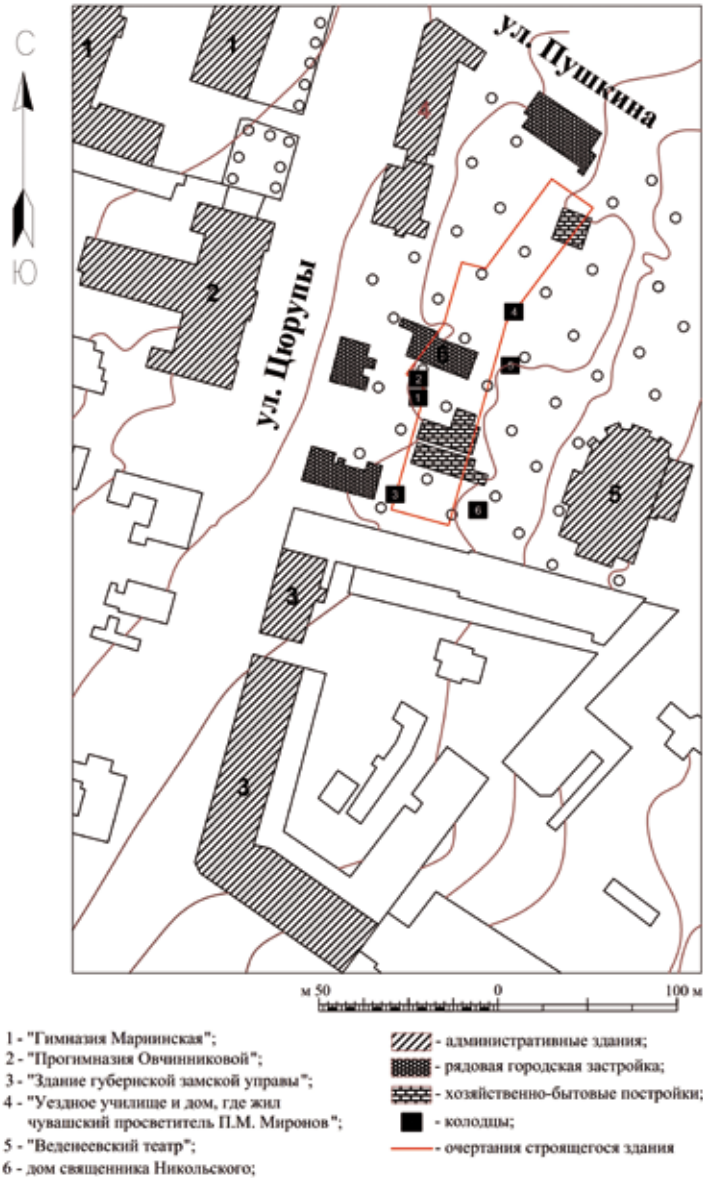 С
Ю
ул. Пушкина
ул. Цюрупы
1
1
4
2
4
6
2
5
1
3
6
5
3
3
м 50 0 100 м
1 - "Гимназия Мариинская";
2 - "Прогимназия Овчинниковой";
3 - "Здание губернской замской управы";
4 - "Уездное училище и дом, где жил
чувашский просветитель П.М. Миронов";
5 - "Веденеевский театр";
6 - дом священника Никольского;
- административные здания;
- рядовая городская застройка;
- хозяйственно-бытовые постройки;
- колодцы;
- очертания строящегося здания